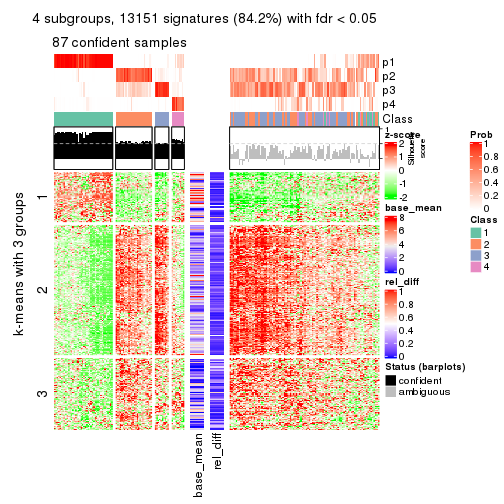 4 subgroups, 13151 signatures (84.2%) with fdr < 0.05
87 confident samples
p1
p2
p3
p4
Class
1
Silhouette
score
z-score
2
1
0
-1
-2
base_mean
8
6
4
2
0
rel_diff
1
0.8
0.6
0.4
0.2
0
Status (barplots)
confident
ambiguous
Prob
1
0.8
0.6
0.4
0.2
0
Class
1
2
3
4
k-means with 3 groups
1
2
3
base_mean
rel_diff